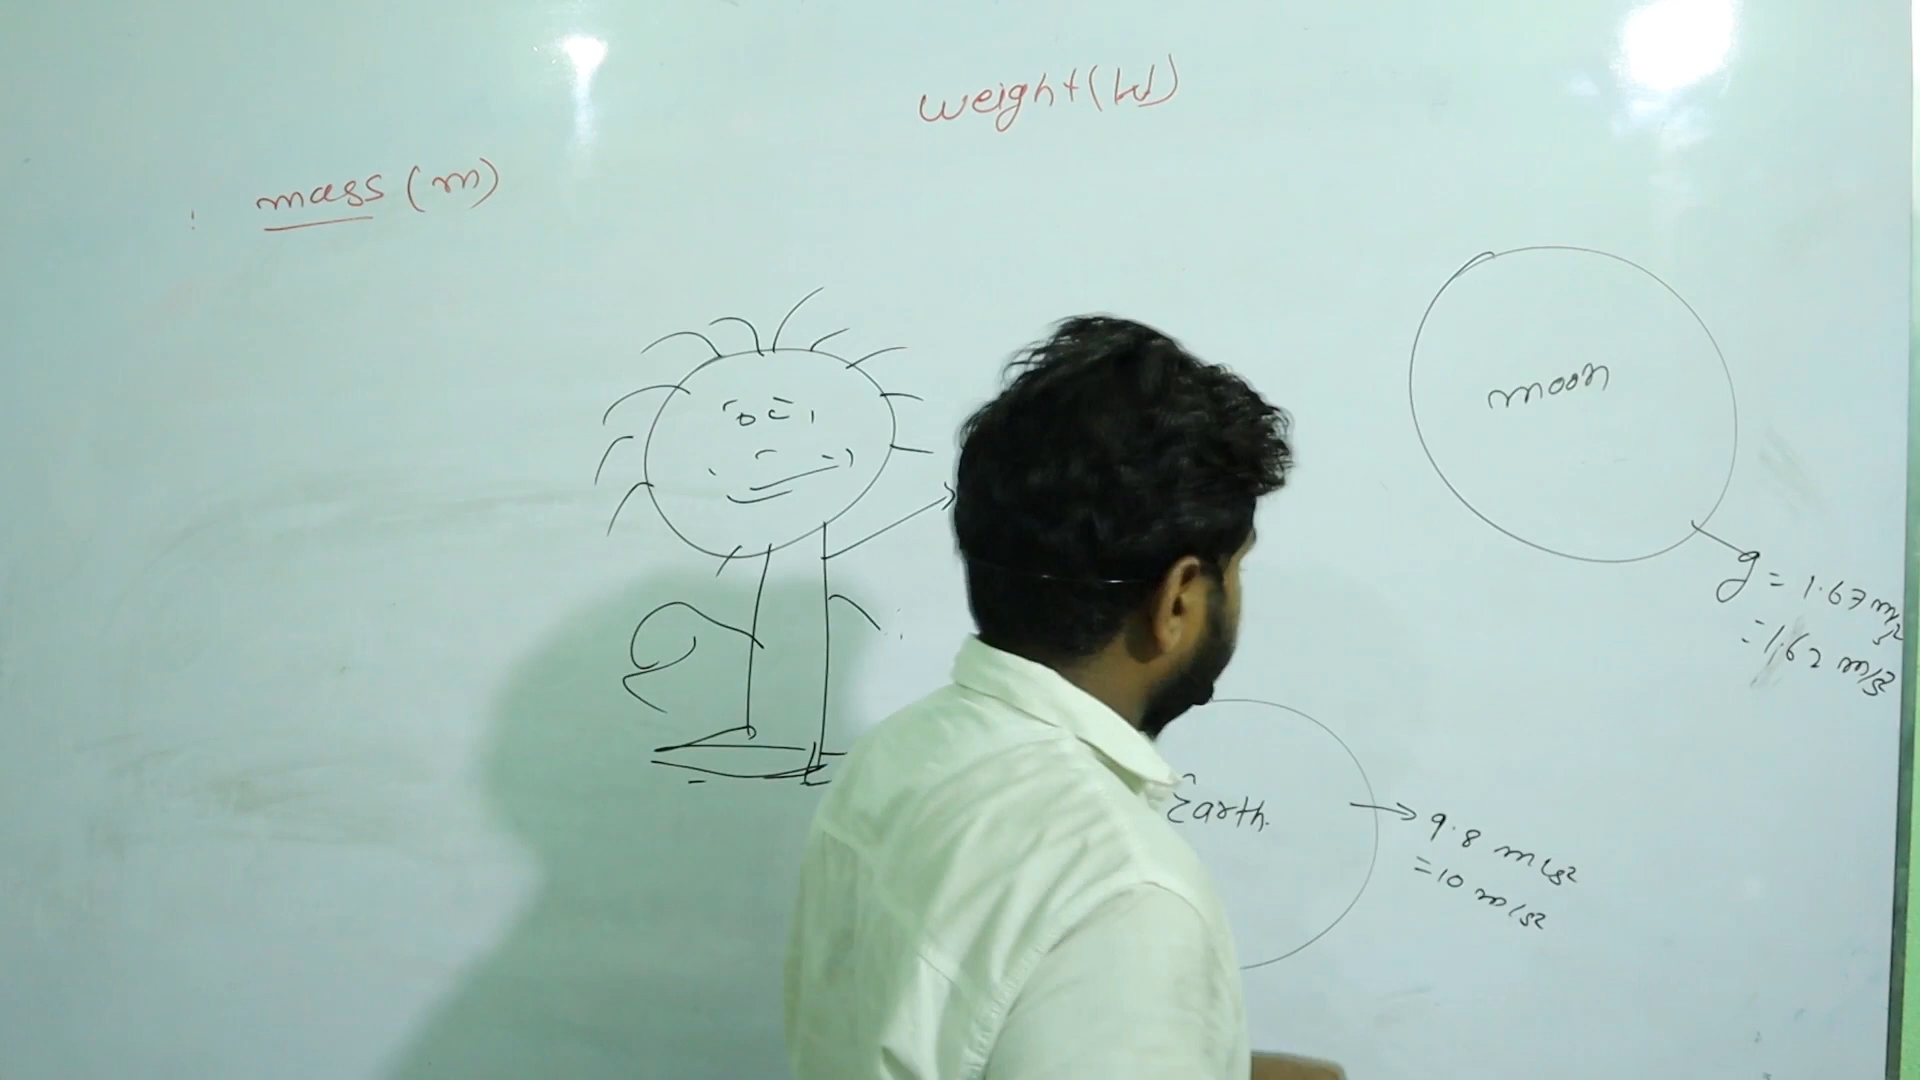 weight (W)
mass (m)
moon
g = 1.67 m/s²
= 1.62 m/s²
Earth.
9.8 m/s²
= 10 m/s²